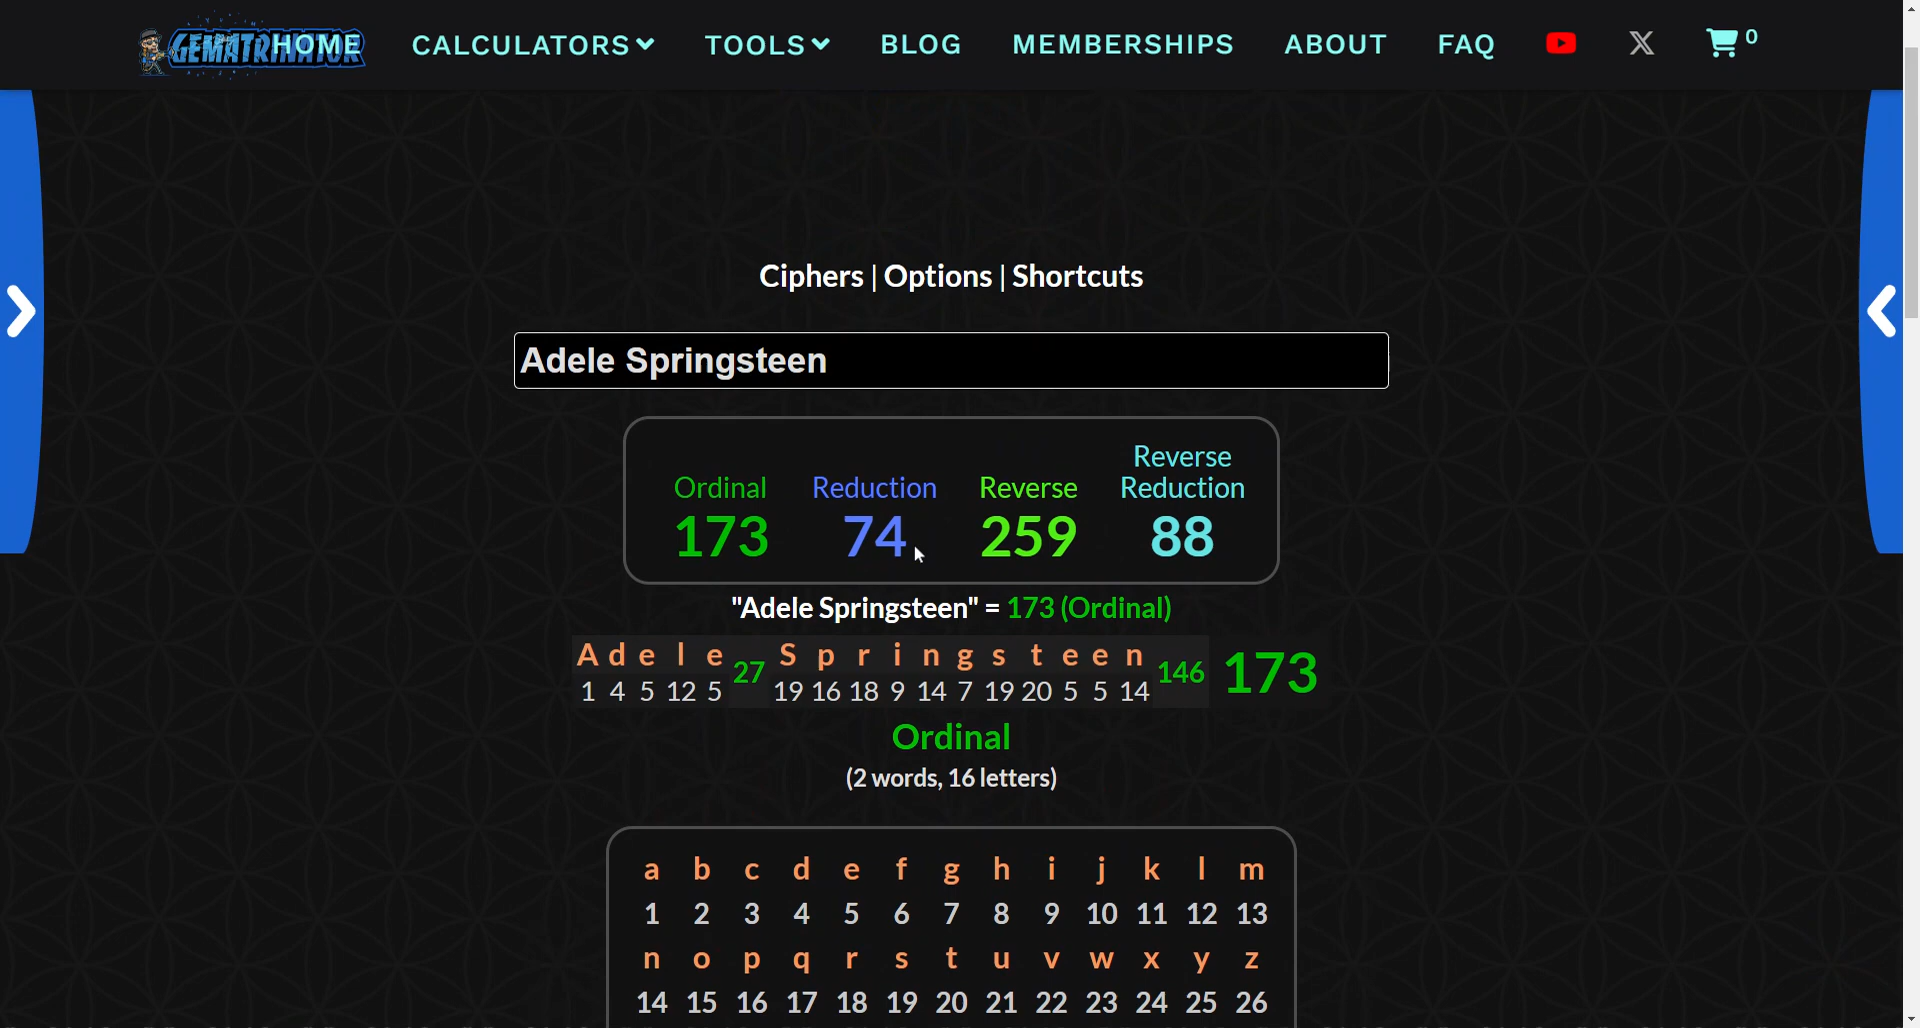 GEMATRINATOR
HOME CALCULATORS TOOLS BLOG MEMBERSHIPS ABOUT FAQ X 0
Ciphers | Options | Shortcuts
Adele Springsteen
Ordinal Reduction Reverse Reverse Reduction
173 74 259 88
"Adele Springsteen" = 173 (Ordinal)
A d e l e 27 S p r i n g s t e e n 146 173
1 4 5 12 5 19 16 18 9 14 7 19 20 5 5 14
Ordinal
(2 words, 16 letters)
a b c d e f g h i j k l m
1 2 3 4 5 6 7 8 9 10 11 12 13
n o p q r s t u v w x y z
14 15 16 17 18 19 20 21 22 23 24 25 26